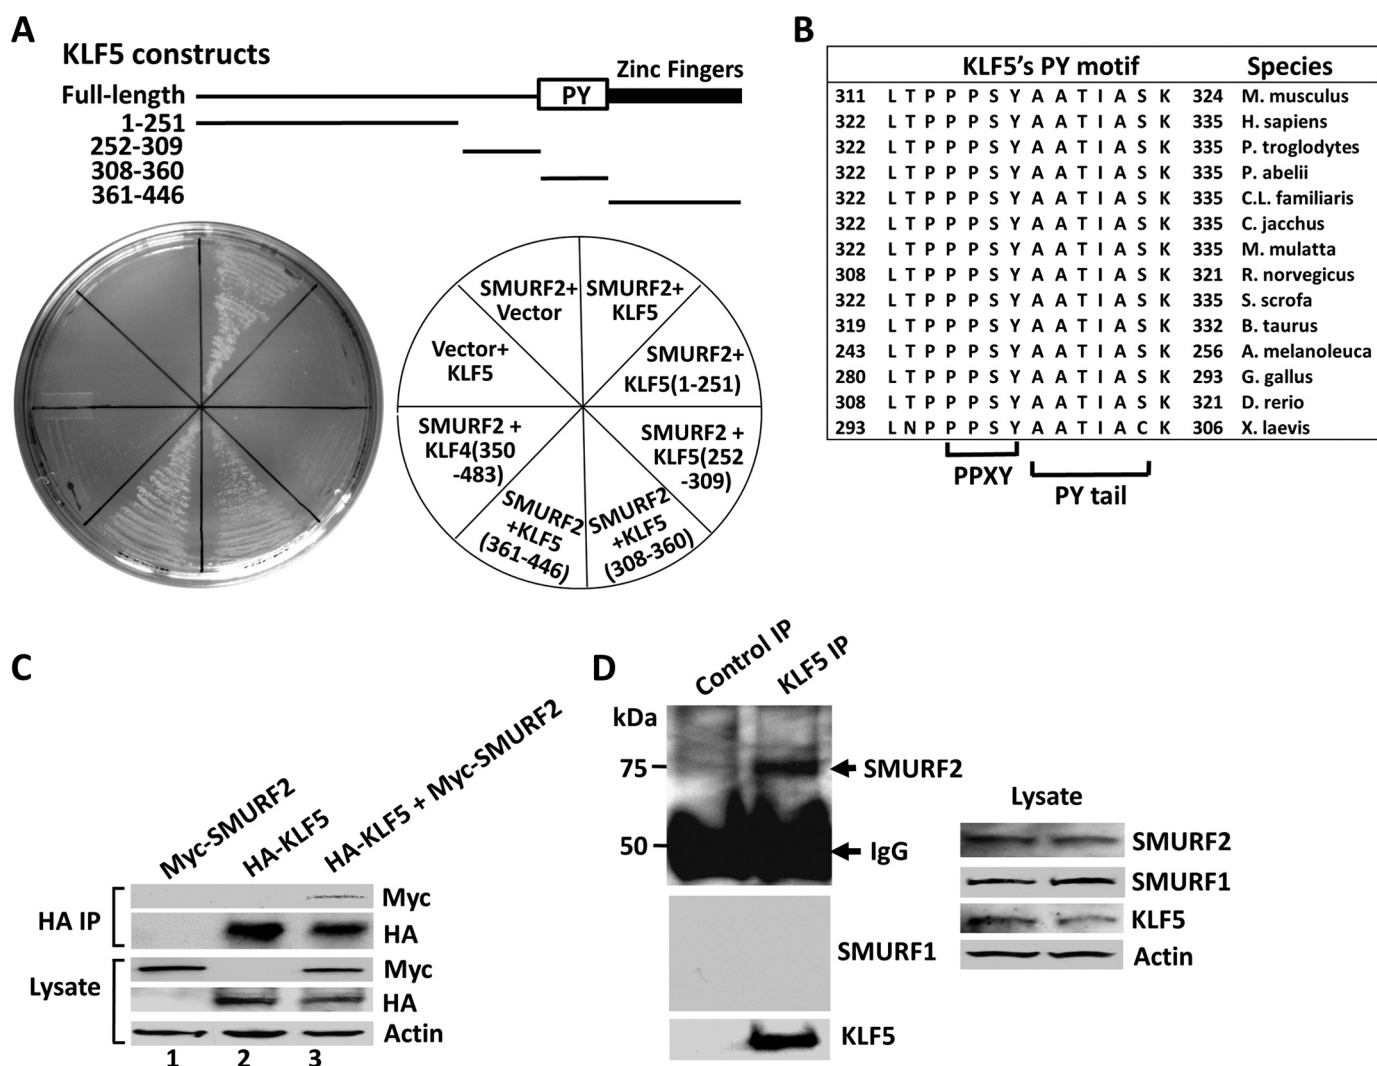 A
KLF5 constructs
Zinc Fingers
Full-length
PY
1-251
252-309
308-360
361-446
SMURF2+
Vector
SMURF2+
KLF5
Vector+
KLF5
SMURF2+
KLF5(1-251)
SMURF2 +
KLF4(350
-483)
SMURF2 +
KLF5(252
-309)
SMURF2
+KLF5
(361-446)
SMURF2
+KLF5
(308-360)
B
KLF5's PY motif Species
311 L T P P P S Y A A T I A S K 324 M. musculus
322 L T P P P S Y A A T I A S K 335 H. sapiens
322 L T P P P S Y A A T I A S K 335 P. troglodytes
322 L T P P P S Y A A T I A S K 335 P. abelii
322 L T P P P S Y A A T I A S K 335 C.L. familiaris
322 L T P P P S Y A A T I A S K 335 C. jacchus
322 L T P P P S Y A A T I A S K 335 M. mulatta
308 L T P P P S Y A A T I A S K 321 R. norvegicus
322 L T P P P S Y A A T I A S K 335 S. scrofa
319 L T P P P S Y A A T I A S K 332 B. taurus
243 L T P P P S Y A A T I A S K 256 A. melanoleuca
280 L T P P P S Y A A T I A S K 293 G. gallus
308 L T P P P S Y A A T I A S K 321 D. rerio
293 L N P P P S Y A A T I A C K 306 X. laevis
PPXY
PY tail
C
Myc-SMURF2
HA-KLF5
HA-KLF5 + Myc-SMURF2
HA IP
Myc
HA
Lysate
Myc
HA
Actin
1 2 3
D
Control IP
KLF5 IP
kDa
75
SMURF2
50
IgG
SMURF1
KLF5
Lysate
SMURF2
SMURF1
KLF5
Actin